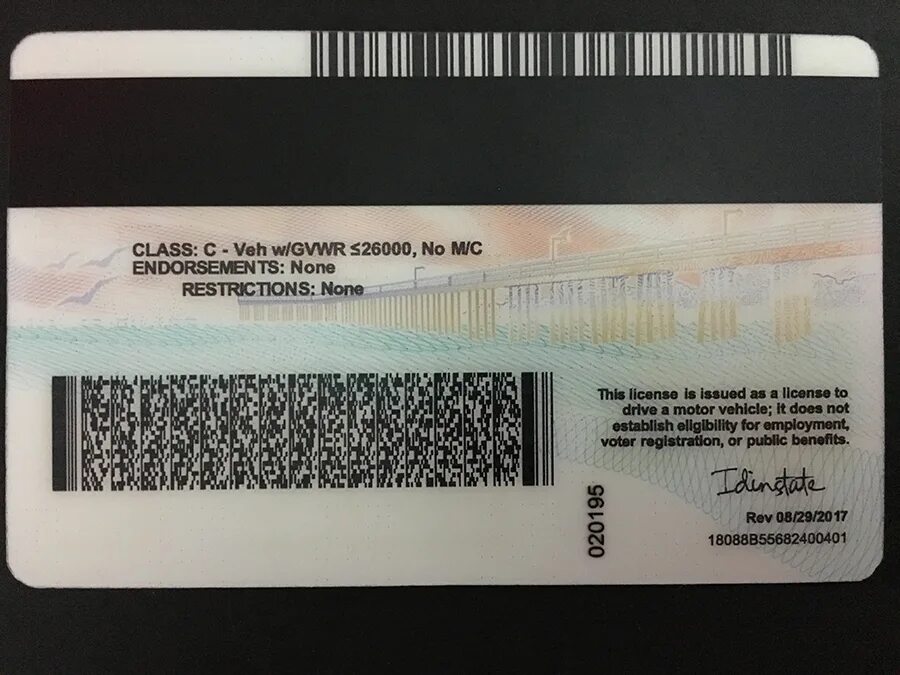 CLASS: C - Veh w/GVWR ≤26000, No M/C
ENDORSEMENTS: None
RESTRICTIONS: None
This license is issued as a license to
drive a motor vehicle; it does not
establish eligibility for employment,
voter registration, or public benefits.
Idinstate
020195
Rev 08/29/2017
18088B55682400401